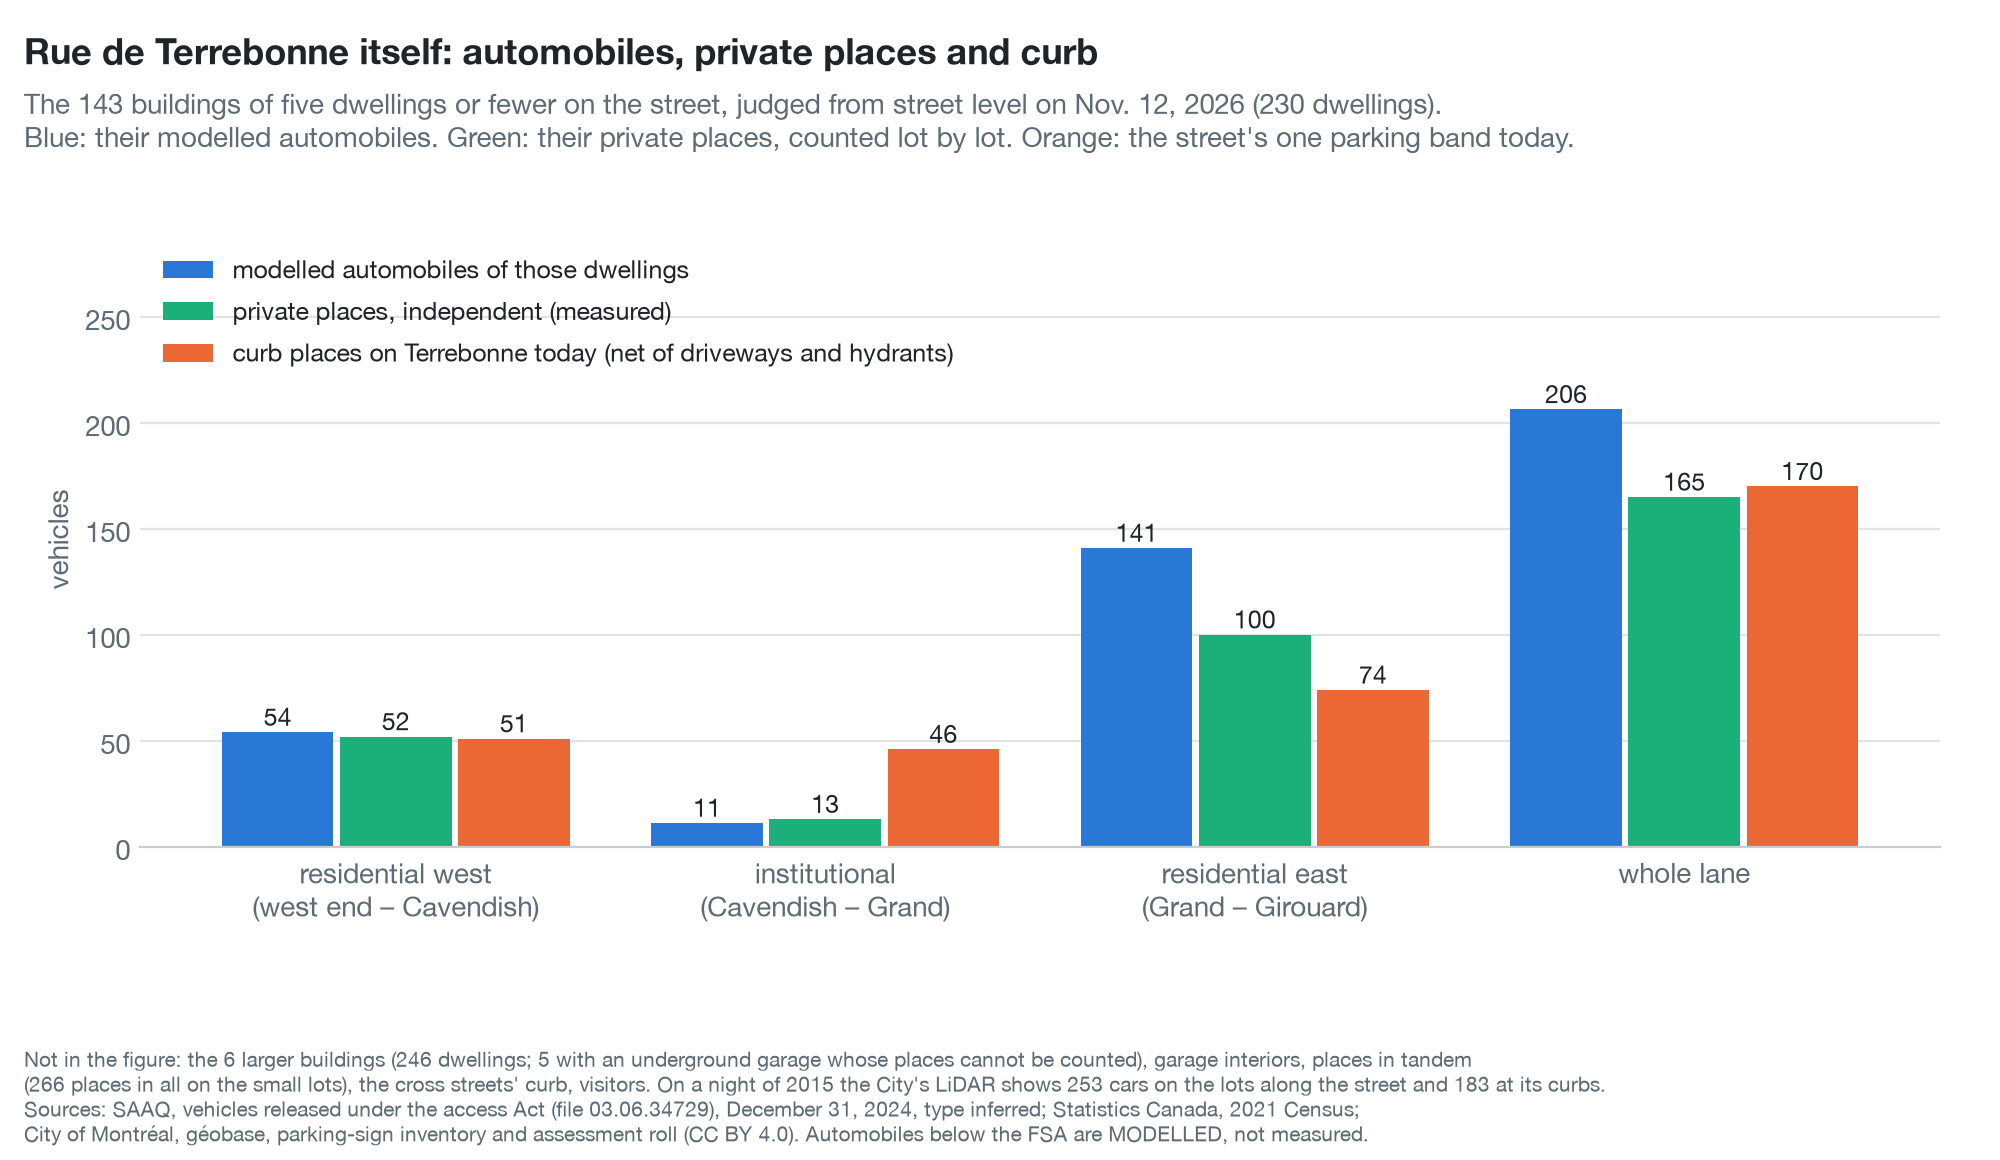 Rue de Terrebonne itself: automobiles, private places and curb
The 143 buildings of five dwellings or fewer on the street, judged from street level on Nov. 12, 2026 (230 dwellings).
Blue: their modelled automobiles. Green: their private places, counted lot by lot. Orange: the street's one parking band today.
modelled automobiles of those dwellings
private places, independent (measured)
curb places on Terrebonne today (net of driveways and hydrants)
vehicles
250
200
150
100
50
0
54
52
51
11
13
46
141
100
74
206
165
170
residential west
(west end – Cavendish)
institutional
(Cavendish – Grand)
residential east
(Grand – Girouard)
whole lane
Not in the figure: the 6 larger buildings (246 dwellings; 5 with an underground garage whose places cannot be counted), garage interiors, places in tandem
(266 places in all on the small lots), the cross streets' curb, visitors. On a night of 2015 the City's LiDAR shows 253 cars on the lots along the street and 183 at its curbs.
Sources: SAAQ, vehicles released under the access Act (file 03.06.34729), December 31, 2024, type inferred; Statistics Canada, 2021 Census;
City of Montréal, géobase, parking-sign inventory and assessment roll (CC BY 4.0). Automobiles below the FSA are MODELLED, not measured.